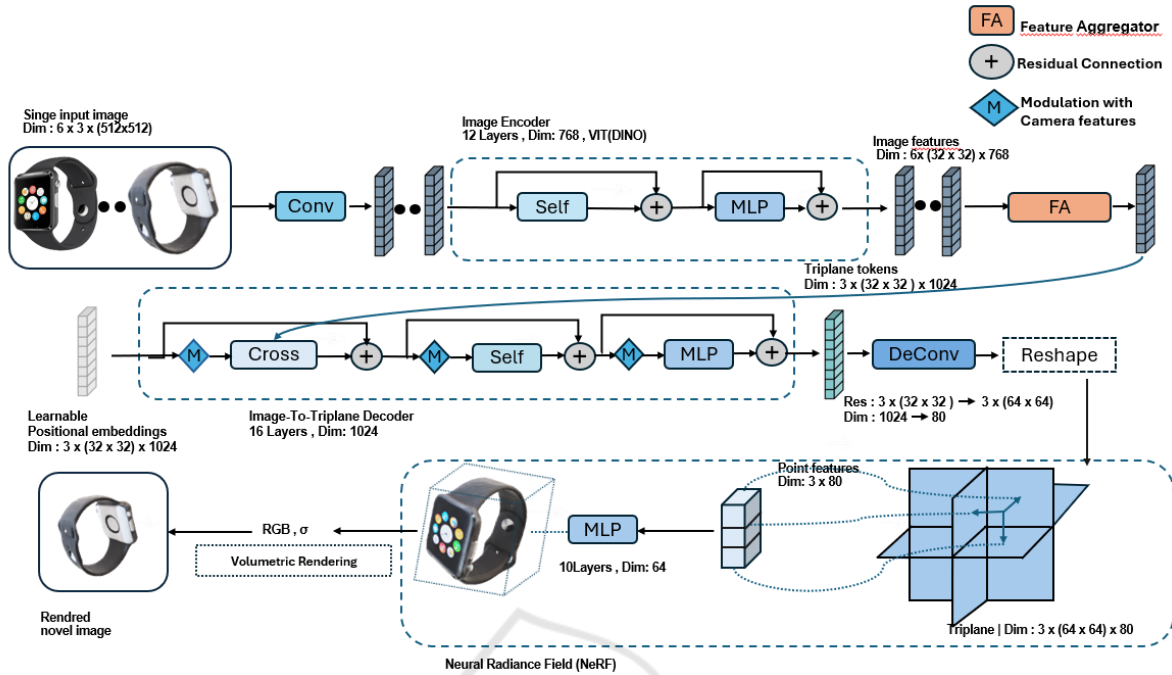 FA Feature Aggregator
+ Residual Connection
M Modulation with
Camera features
Singe input image
Dim : 6 x 3 x (512x512)
Image Encoder
12 Layers , Dim: 768 , VIT(DINO)
Image features
Dim : 6x (32 x 32) x 768
Conv
Self
+
MLP
+
FA
Triplane tokens
Dim : 3 x (32 x 32 ) x 1024
M
Cross
+
M
Self
+
M
MLP
+
DeConv
Reshape
Learnable
Positional embeddings
Dim : 3 x (32 x 32) x 1024
Image-To-Triplane Decoder
16 Layers , Dim: 1024
Res : 3 x (32 x 32 ) → 3 x (64 x 64)
Dim : 1024 → 80
Point features
Dim: 3 x 80
RGB , σ
Volumetric Rendering
MLP
10Layers , Dim: 64
Rendred
novel image
Triplane | Dim : 3 x (64 x 64) x 80
Neural Radiance Field (NeRF)